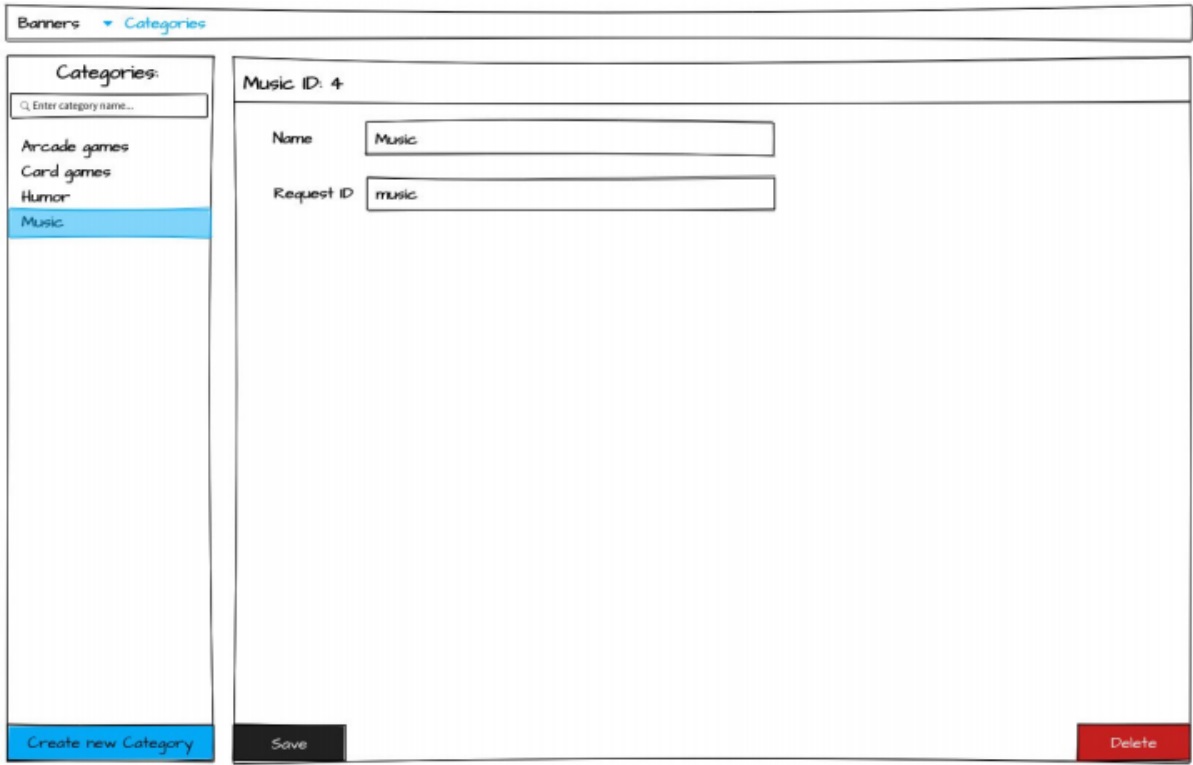 Banners Categories
Categories:
Enter category name...
Arcade games
Card games
Humor
Music
Create new Category
Music ID: 4
Name Music
Request ID music
Save Delete